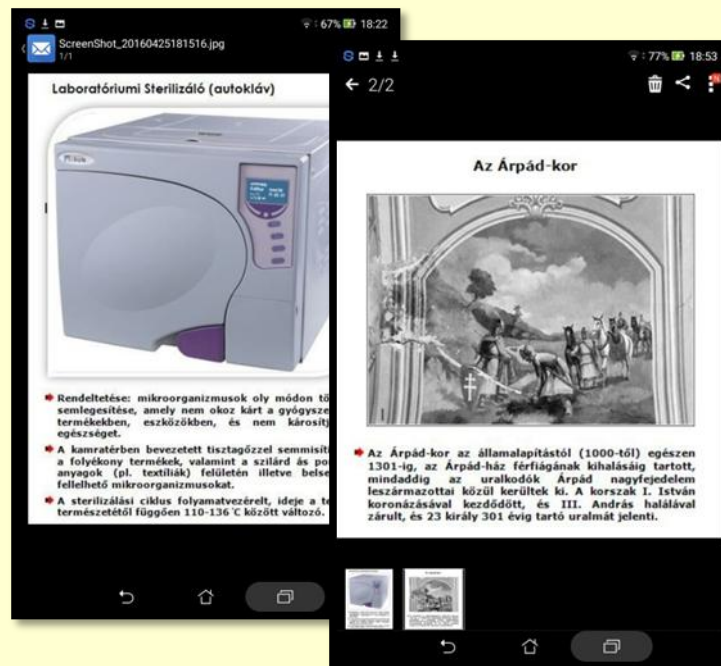 67% 18:22
ScreenShot_20160425181516.jpg
1/1
Laboratóriumi Sterilizáló (autokláv)
Rendeltetése: mikroorganizmusok oly módon tö
semlegesítése, amely nem okoz kárt a gyógysze
termékekben, eszközökben, és nem károsítj
egészséget.
A kamratérben bevezetett tisztagőzzel semmisíti
a folyékony termékek, valamint a szilárd ás po
anyagok (pl. textíliák) felületén illetve belse
fellelhető mikroorganizmusokat.
A sterilizálási ciklus folyamatvezérelt, ideje a te
természetétől függően 110-136˚C között változó.
77% 18:53
2/2
Az Árpád-kor
Az Árpád-kor az államalapítástól (1000-től) egészen
1301-ig, az Árpád-ház férfiágának kihalásáig tartott,
mindaddig az uralkodók Árpád nagyfejedelem
leszármazottai közül kerültek ki. A korszak I. István
koronázásával kezdődött, és III. András halálával
zárult, és 23 király 301 évig tartó uralmát jelenti.